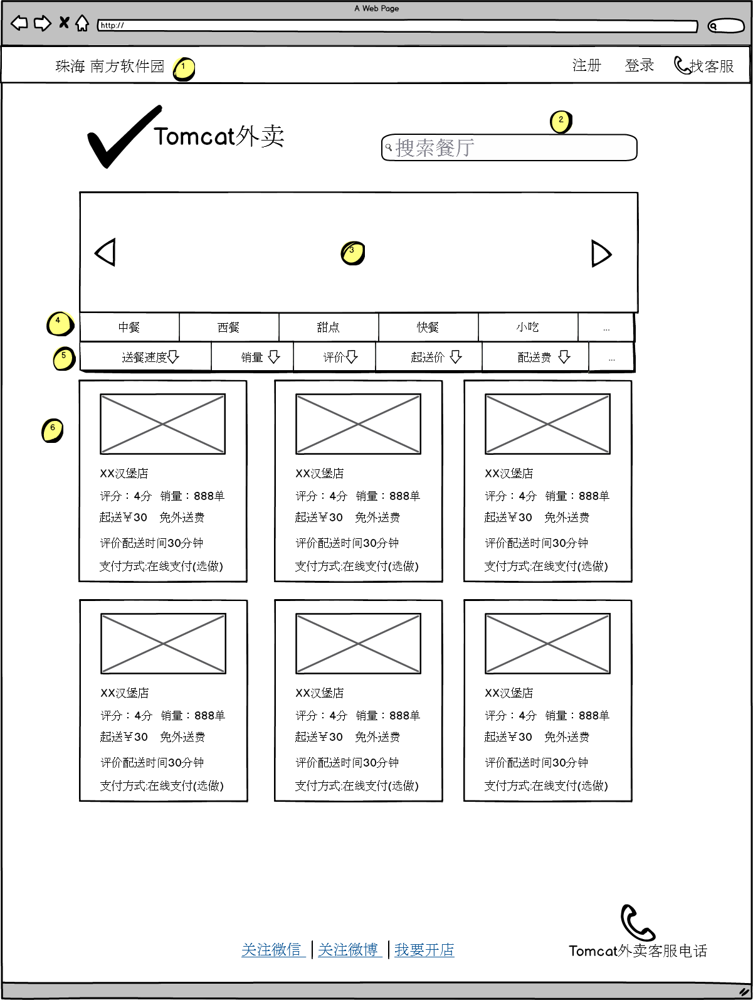 A Web Page
http://
珠海 南方软件园 1 注册 登录 找客服
2
Tomcat外卖 搜索餐厅
3
4 中餐 西餐 甜点 快餐 小吃 ...
5 送餐速度 销量 评价 起送价 配送费 ...
6
XX汉堡店 XX汉堡店 XX汉堡店
评分：4分 销量：888单 评分：4分 销量：888单 评分：4分 销量：888单
起送￥30 免外送费 起送￥30 免外送费 起送￥30 免外送费
评价配送时间30分钟 评价配送时间30分钟 评价配送时间30分钟
支付方式:在线支付(选做) 支付方式:在线支付(选做) 支付方式:在线支付(选做)
XX汉堡店 XX汉堡店 XX汉堡店
评分：4分 销量：888单 评分：4分 销量：888单 评分：4分 销量：888单
起送￥30 免外送费 起送￥30 免外送费 起送￥30 免外送费
评价配送时间30分钟 评价配送时间30分钟 评价配送时间30分钟
支付方式:在线支付(选做) 支付方式:在线支付(选做) 支付方式:在线支付(选做)
关注微信 关注微博 我要开店 Tomcat外卖客服电话